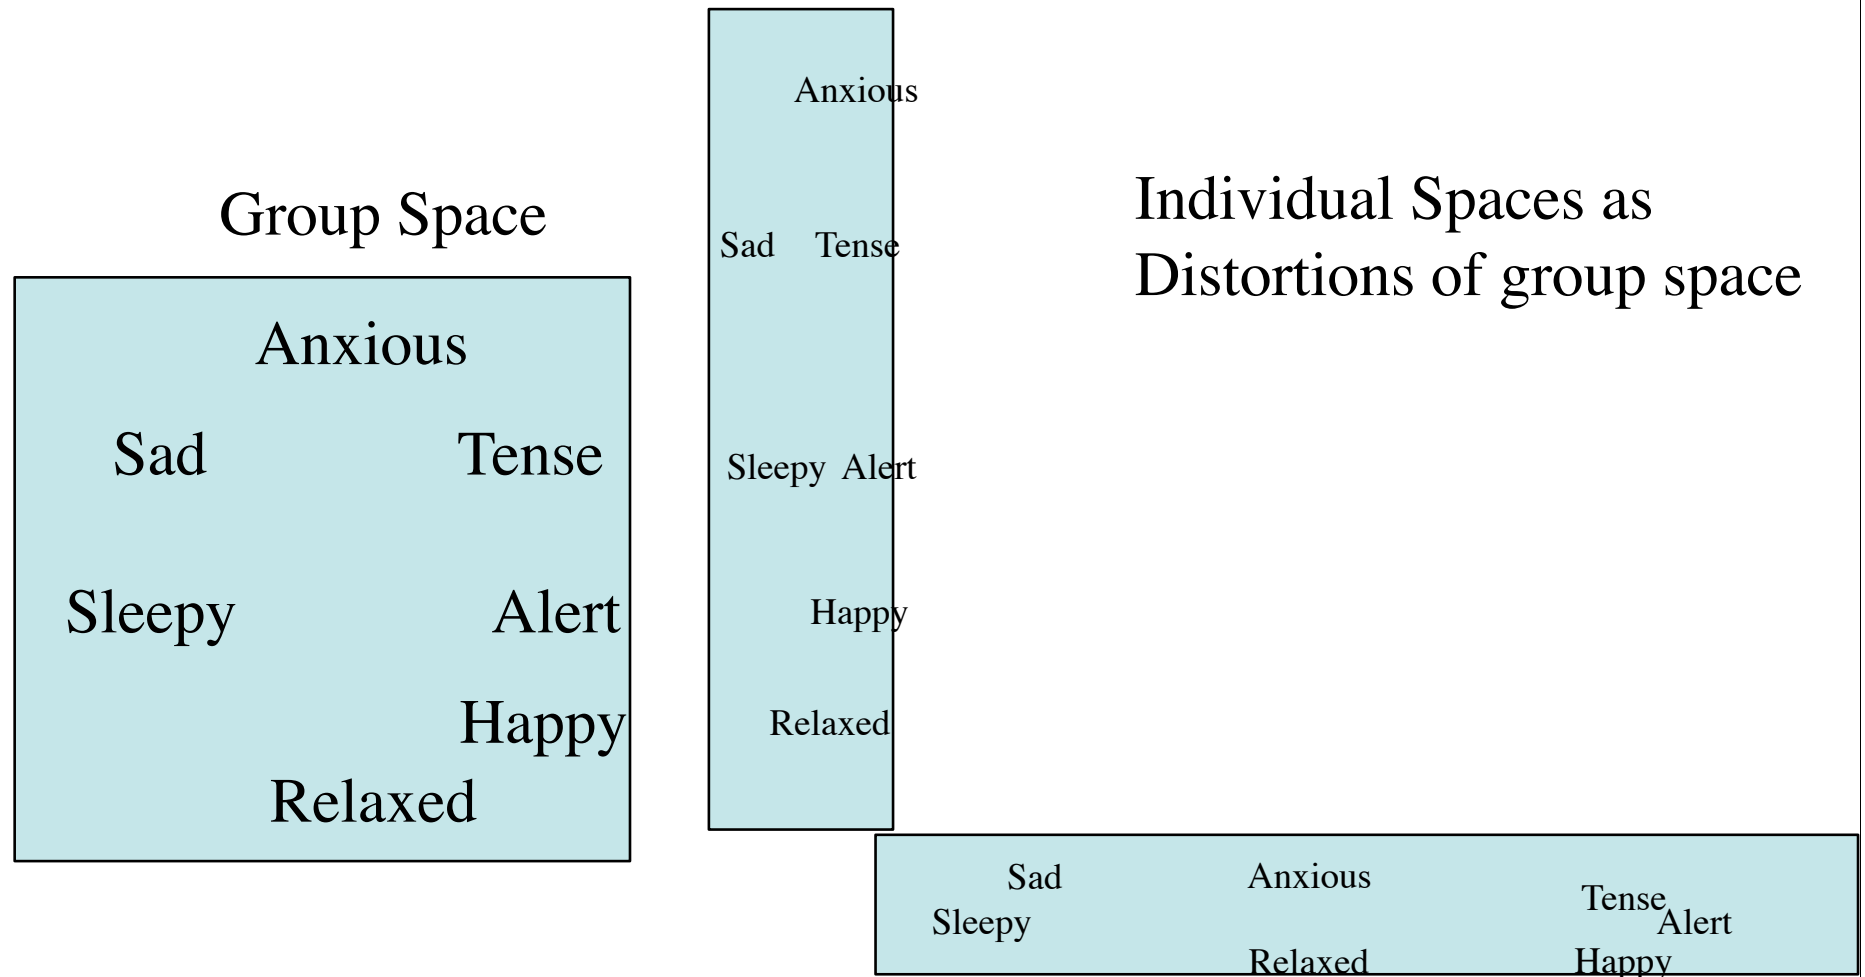 Group Space
Anxious
Sad Tense
Sleepy Alert
Happy
Relaxed
Anxious
Sad Tense
Sleepy Alert
Happy
Relaxed
Individual Spaces as
Distortions of group space
Sad Anxious
Tense
Sleepy Alert
Relaxed Happy